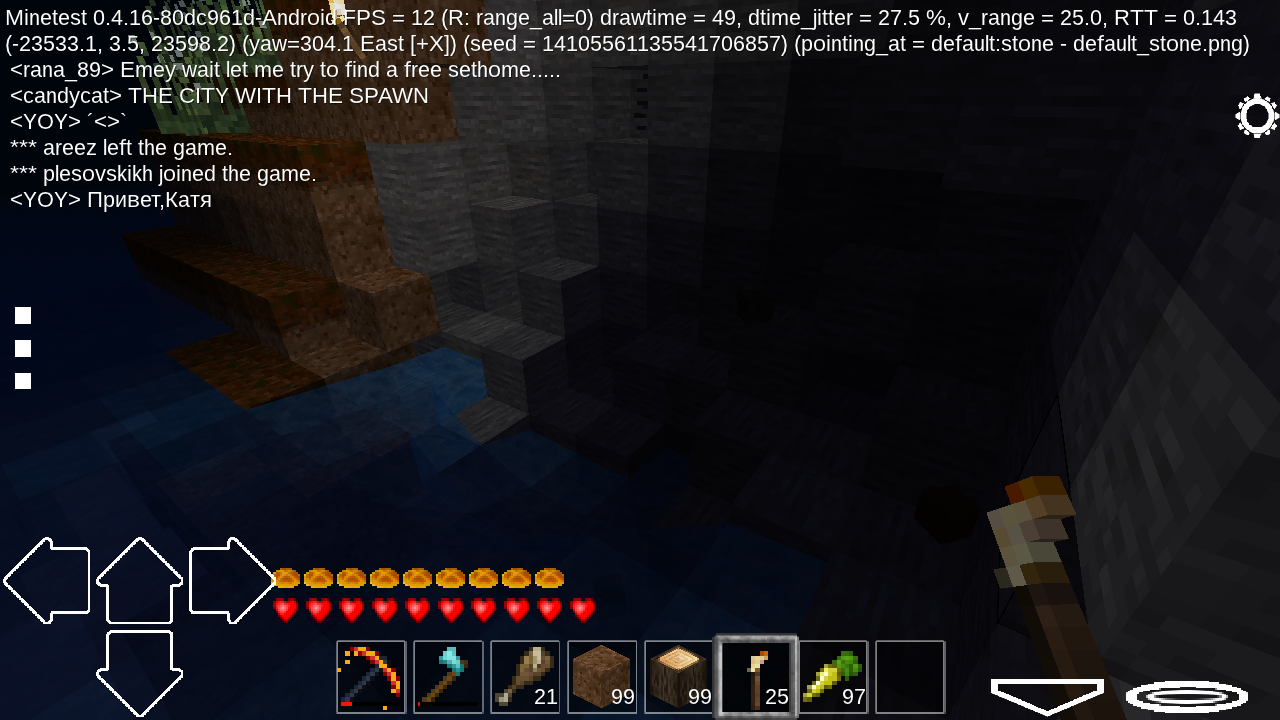 Minetest 0.4.16-80dc961d-Android FPS = 12 (R: range_all=0) drawtime = 49, dtime_jitter = 27.5 %, v_range = 25.0, RTT = 0.143
(-23533.1, 3.5, 23598.2) (yaw=304.1 East [+X]) (seed = 14105561135541706857) (pointing_at = default:stone - default_stone.png)
<rana_89> Emey wait let me try to find a free sethome.....
<candycat> THE CITY WITH THE SPAWN
<YOY> ´<>`
*** areez left the game.
*** plesovskikh joined the game.
<YOY> Привет,Катя
21 99 99 25 97